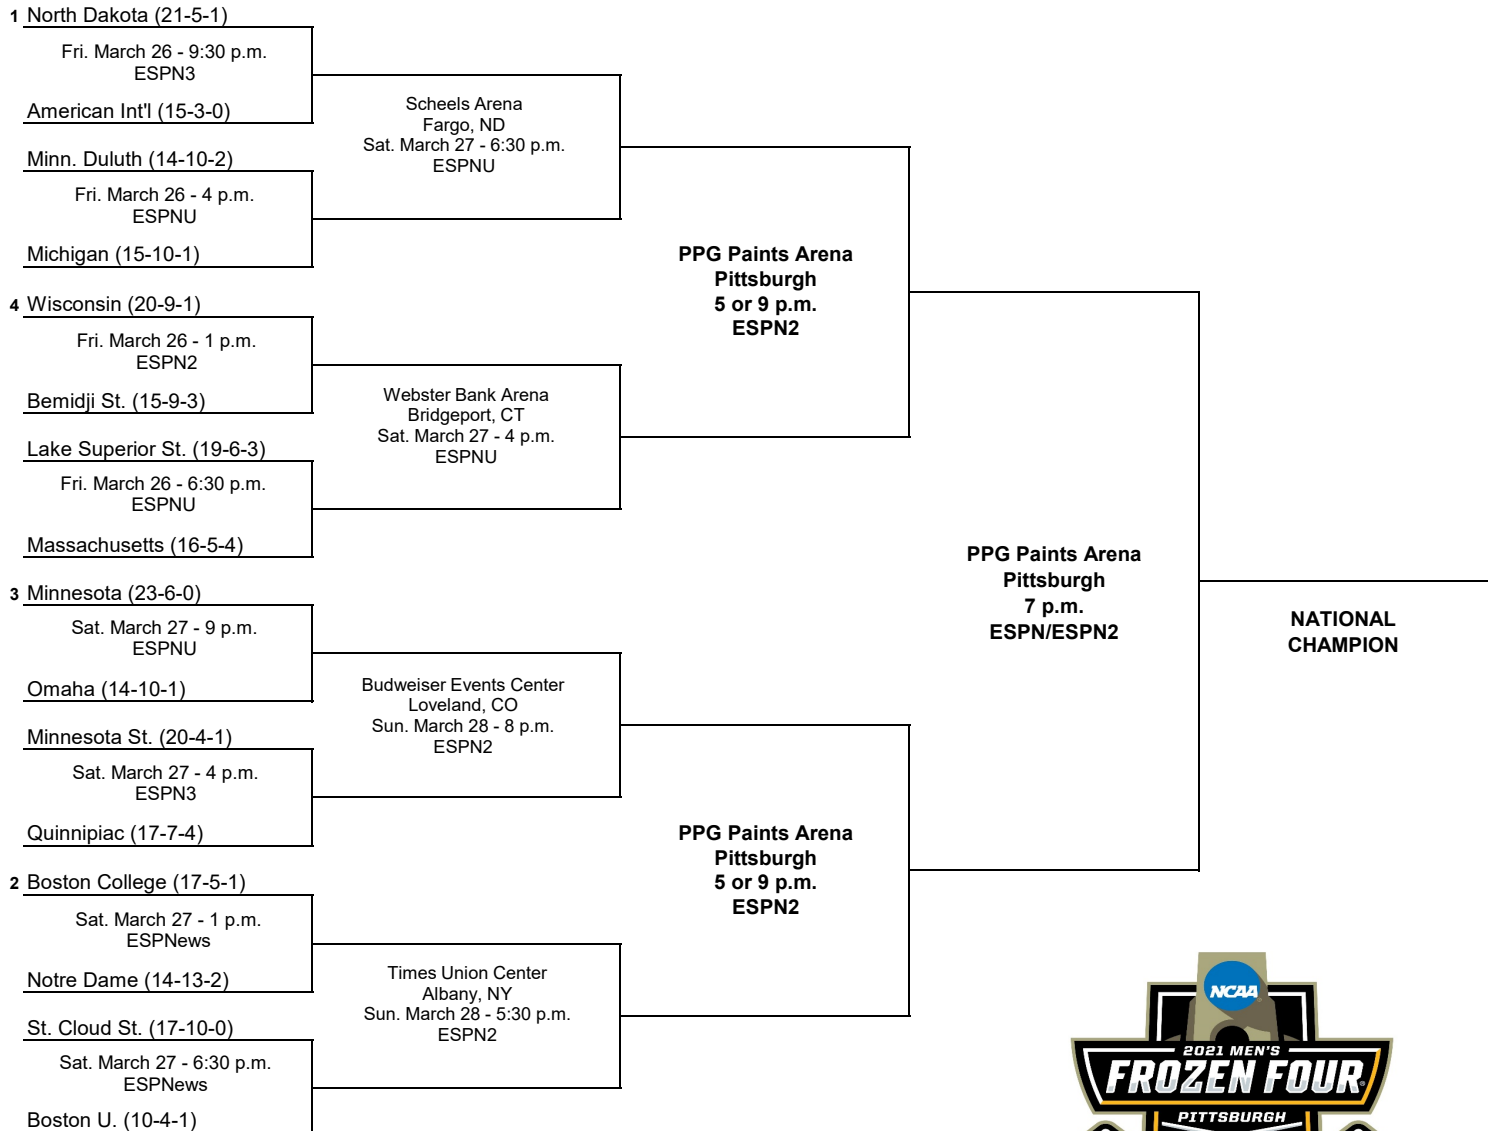 1 North Dakota (21-5-1)
Fri. March 26 - 9:30 p.m.
ESPN3
American Int'l (15-3-0)
Scheels Arena
Fargo, ND
Sat. March 27 - 6:30 p.m.
ESPNU
Minn. Duluth (14-10-2)
Fri. March 26 - 4 p.m.
ESPNU
Michigan (15-10-1)
PPG Paints Arena
Pittsburgh
5 or 9 p.m.
ESPN2
4 Wisconsin (20-9-1)
Fri. March 26 - 1 p.m.
ESPN2
Bemidji St. (15-9-3)
Webster Bank Arena
Bridgeport, CT
Sat. March 27 - 4 p.m.
ESPNU
Lake Superior St. (19-6-3)
Fri. March 26 - 6:30 p.m.
ESPNU
Massachusetts (16-5-4)
PPG Paints Arena
Pittsburgh
7 p.m.
ESPN/ESPN2
NATIONAL
CHAMPION
3 Minnesota (23-6-0)
Sat. March 27 - 9 p.m.
ESPNU
Omaha (14-10-1)
Budweiser Events Center
Loveland, CO
Sun. March 28 - 8 p.m.
ESPN2
Minnesota St. (20-4-1)
Sat. March 27 - 4 p.m.
ESPN3
Quinnipiac (17-7-4)
PPG Paints Arena
Pittsburgh
5 or 9 p.m.
ESPN2
2 Boston College (17-5-1)
Sat. March 27 - 1 p.m.
ESPNews
Notre Dame (14-13-2)
Times Union Center
Albany, NY
Sun. March 28 - 5:30 p.m.
ESPN2
St. Cloud St. (17-10-0)
Sat. March 27 - 6:30 p.m.
ESPNews
Boston U. (10-4-1)
NCAA
2021 MEN'S
FROZEN FOUR
PITTSBURGH